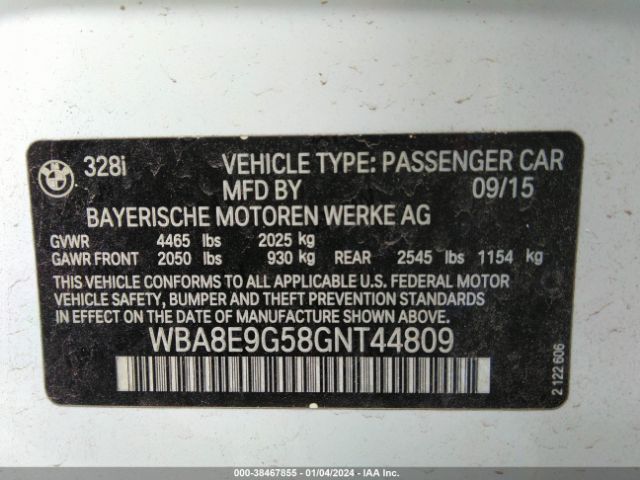 BMW
328i VEHICLE TYPE: PASSENGER CAR
MFD BY 09/15
BAYERISCHE MOTOREN WERKE AG
GVWR 4465 lbs 2025 kg
GAWR FRONT 2050 lbs 930 kg REAR 2545 lbs 1154 kg
THIS VEHICLE CONFORMS TO ALL APPLICABLE U.S. FEDERAL MOTOR
VEHICLE SAFETY, BUMPER AND THEFT PREVENTION STANDARDS
IN EFFECT ON THE DATE OF MANUFACTURE SHOWN ABOVE.
WBA8E9G58GNT44809
2 122 606
000-38467855 - 01/04/2024 - IAA Inc.